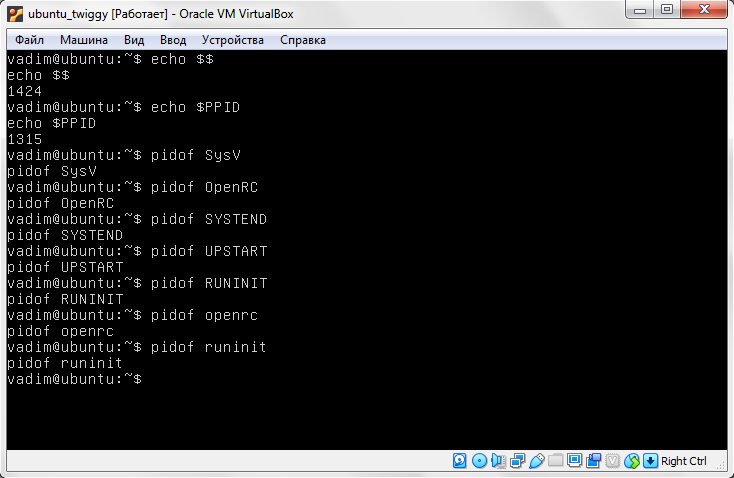 ubuntu_twiggy [Работает] - Oracle VM VirtualBox
Файл Машина Вид Ввод Устройства Справка
vadim@ubuntu:~$ echo $$
echo $$
1424
vadim@ubuntu:~$ echo $PPID
echo $PPID
1315
vadim@ubuntu:~$ pidof SysV
pidof SysV
vadim@ubuntu:~$ pidof OpenRC
pidof OpenRC
vadim@ubuntu:~$ pidof SYSTEND
pidof SYSTEND
vadim@ubuntu:~$ pidof UPSTART
pidof UPSTART
vadim@ubuntu:~$ pidof RUNINIT
pidof RUNINIT
vadim@ubuntu:~$ pidof openrc
pidof openrc
vadim@ubuntu:~$ pidof runinit
pidof runinit
vadim@ubuntu:~$
Right Ctrl